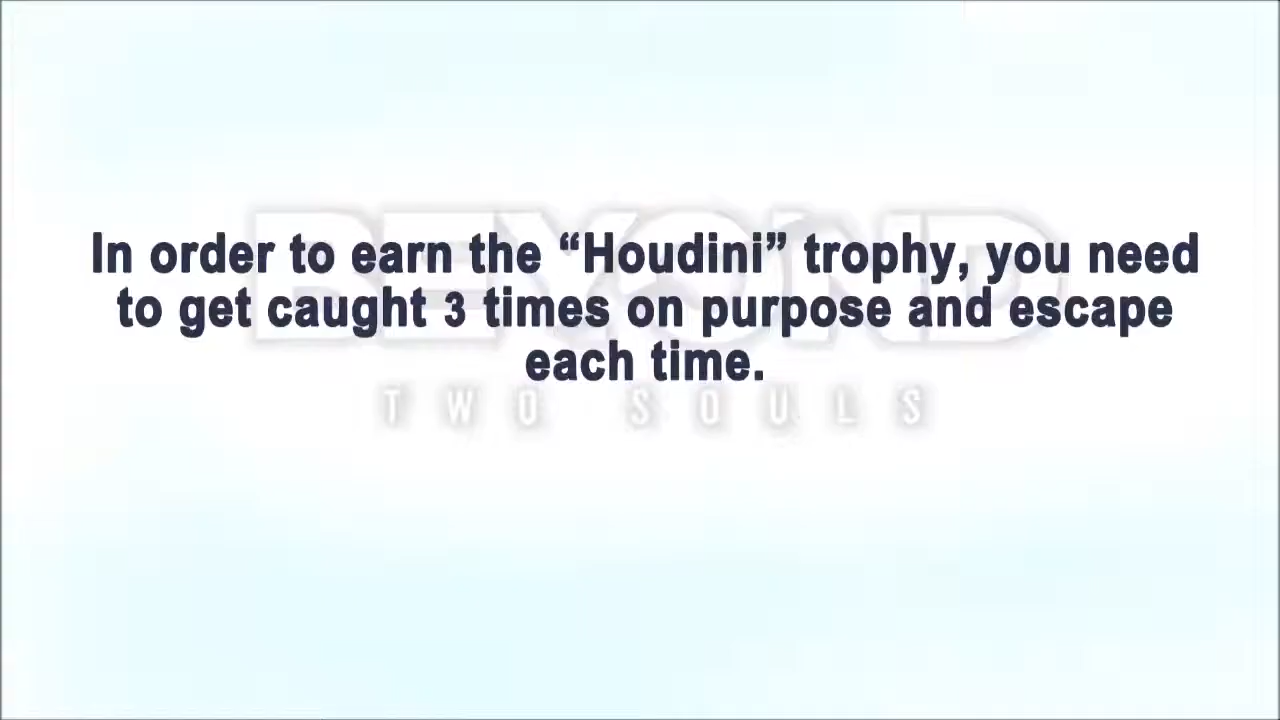 In order to earn the “Houdini” trophy, you need
to get caught 3 times on purpose and escape
each time.
BEYOND
TWO SOULS